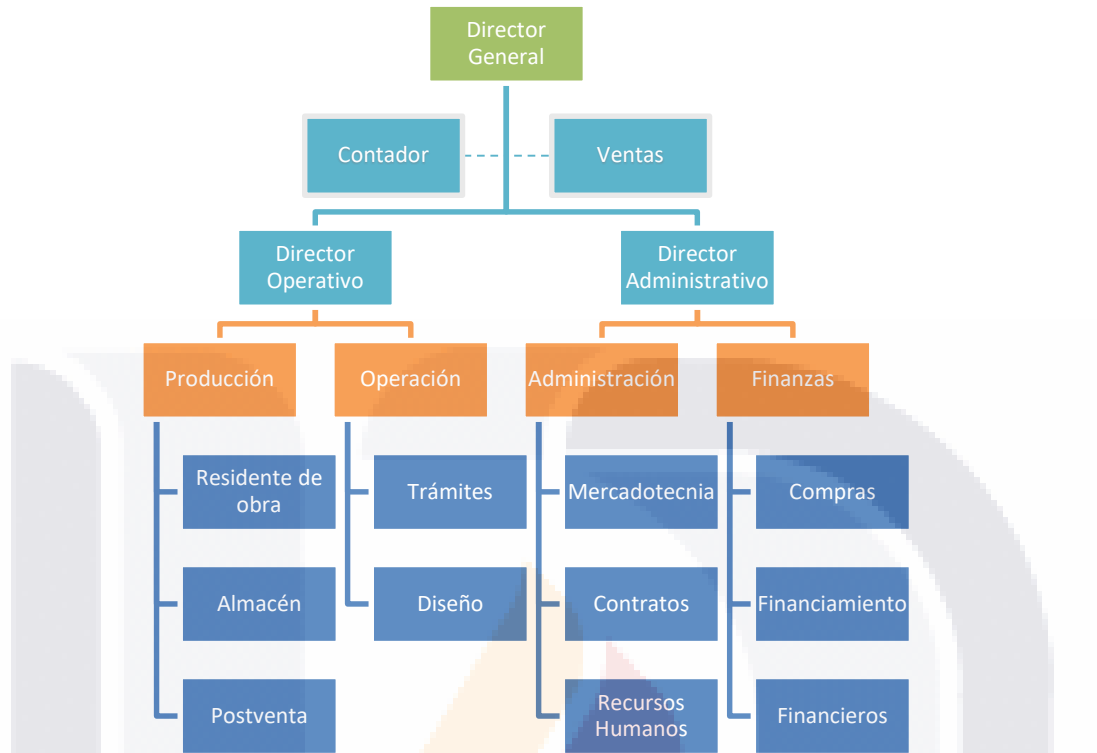 Director
General
Contador
Ventas
Director
Operativo
Director
Administrativo
Producción
Operación
Administración
Finanzas
Residente de
obra
Trámites
Mercadotecnia
Compras
Almacén
Diseño
Contratos
Financiamiento
Postventa
Recursos
Humanos
Financieros